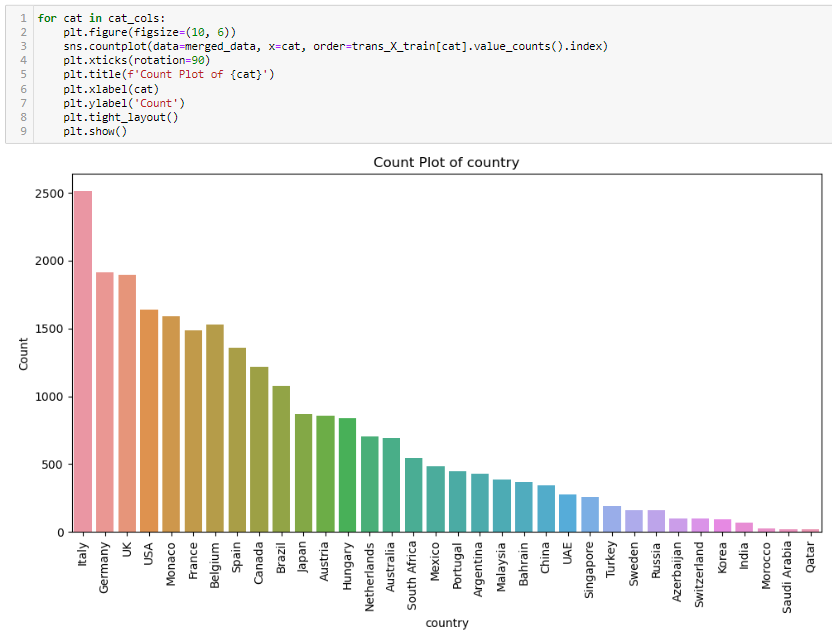 1 for cat in cat_cols:
2     plt.figure(figsize=(10, 6))
3     sns.countplot(data=merged_data, x=cat, order=trans_X_train[cat].value_counts().index)
4     plt.xticks(rotation=90)
5     plt.title(f'Count Plot of {cat}')
6     plt.xlabel(cat)
7     plt.ylabel('Count')
8     plt.tight_layout()
9     plt.show()
Count Plot of country
2500
2000
1500
1000
500
0
Count
Italy
Germany
UK
USA
Monaco
France
Belgium
Spain
Canada
Brazil
Japan
Austria
Hungary
Netherlands
Australia
South Africa
Mexico
Portugal
Argentina
Malaysia
Bahrain
China
UAE
Singapore
Turkey
Sweden
Russia
Azerbaijan
Switzerland
Korea
India
Morocco
Saudi Arabia
Qatar
country